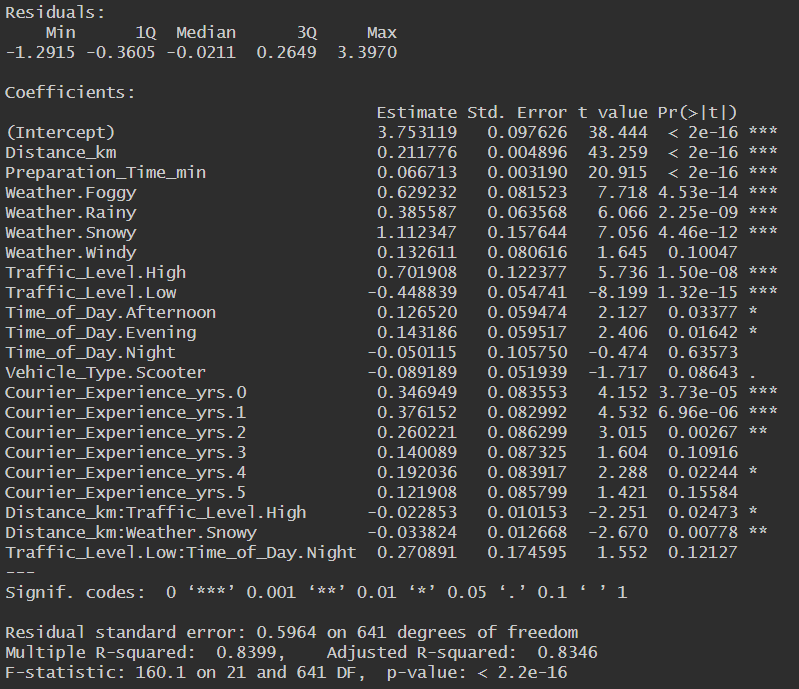 Residuals:
    Min      1Q  Median      3Q     Max
-1.2915 -0.3605 -0.0211  0.2649  3.3970

Coefficients:
                                  Estimate Std. Error t value Pr(>|t|)
(Intercept)                       3.753119   0.097626  38.444  < 2e-16 ***
Distance_km                       0.211776   0.004896  43.259  < 2e-16 ***
Preparation_Time_min              0.066713   0.003190  20.915  < 2e-16 ***
Weather.Foggy                     0.629232   0.081523   7.718 4.53e-14 ***
Weather.Rainy                     0.385587   0.063568   6.066 2.25e-09 ***
Weather.Snowy                     1.112347   0.157644   7.056 4.46e-12 ***
Weather.Windy                     0.132611   0.080616   1.645  0.10047
Traffic_Level.High                0.701908   0.122377   5.736 1.50e-08 ***
Traffic_Level.Low                -0.448839   0.054741  -8.199 1.32e-15 ***
Time_of_Day.Afternoon             0.126520   0.059474   2.127  0.03377 *
Time_of_Day.Evening               0.143186   0.059517   2.406  0.01642 *
Time_of_Day.Night                -0.050115   0.105750  -0.474  0.63573
Vehicle_Type.Scooter             -0.089189   0.051939  -1.717  0.08643 .
Courier_Experience_yrs.0          0.346949   0.083553   4.152 3.73e-05 ***
Courier_Experience_yrs.1          0.376152   0.082992   4.532 6.96e-06 ***
Courier_Experience_yrs.2          0.260221   0.086299   3.015  0.00267 **
Courier_Experience_yrs.3          0.140089   0.087325   1.604  0.10916
Courier_Experience_yrs.4          0.192036   0.083917   2.288  0.02244 *
Courier_Experience_yrs.5          0.121908   0.085799   1.421  0.15584
Distance_km:Traffic_Level.High   -0.022853   0.010153  -2.251  0.02473 *
Distance_km:Weather.Snowy        -0.033824   0.012668  -2.670  0.00778 **
Traffic_Level.Low:Time_of_Day.Night  0.270891   0.174595   1.552  0.12127
---
Signif. codes:  0 ‘***’ 0.001 ‘**’ 0.01 ‘*’ 0.05 ‘.’ 0.1 ‘ ’ 1

Residual standard error: 0.5964 on 641 degrees of freedom
Multiple R-squared:  0.8399,    Adjusted R-squared:  0.8346
F-statistic: 160.1 on 21 and 641 DF,  p-value: < 2.2e-16